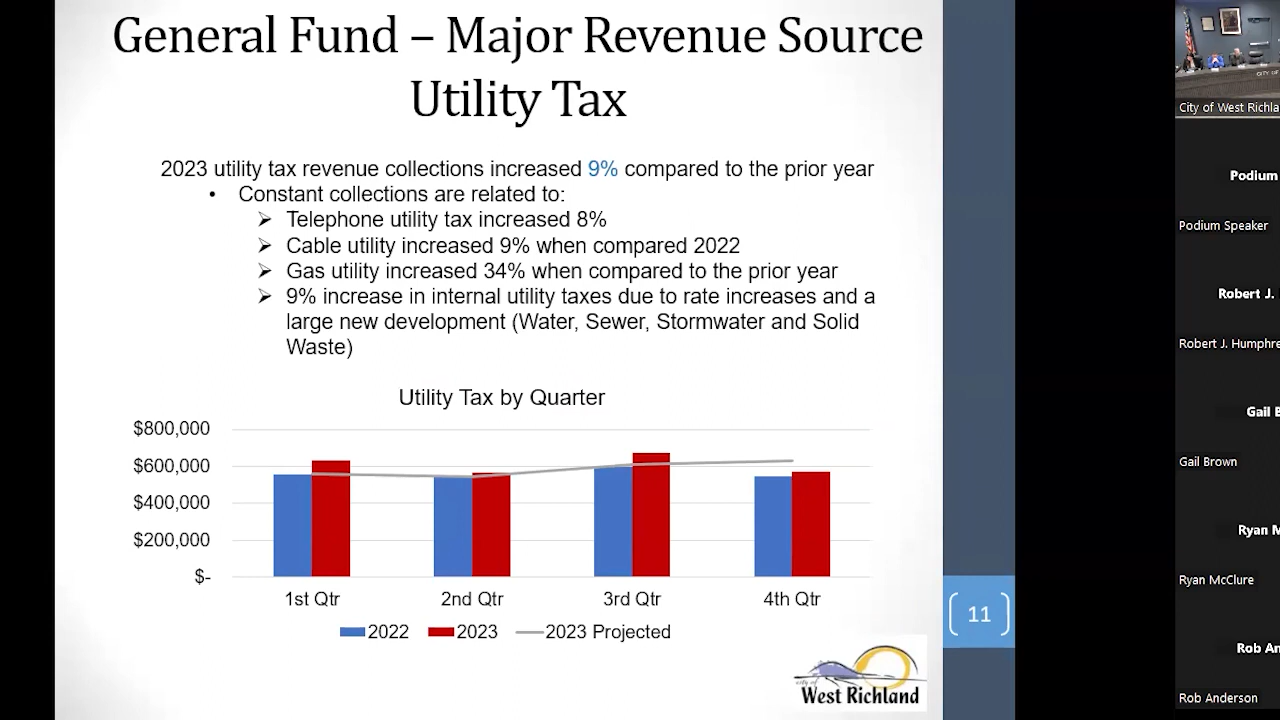 General Fund – Major Revenue Source
Utility Tax
2023 utility tax revenue collections increased 9% compared to the prior year
• Constant collections are related to:
➢ Telephone utility tax increased 8%
➢ Cable utility increased 9% when compared 2022
➢ Gas utility increased 34% when compared to the prior year
➢ 9% increase in internal utility taxes due to rate increases and a
large new development (Water, Sewer, Stormwater and Solid
Waste)
Utility Tax by Quarter
$800,000
$600,000
$400,000
$200,000
$-
1st Qtr 2nd Qtr 3rd Qtr 4th Qtr
2022 2023 2023 Projected
11
city of
West Richland
CITY OF
City of West Richla
Podium
Podium Speaker
Robert J.
Robert J. Humphre
Gail B
Gail Brown
Ryan M
Ryan McClure
Rob An
Rob Anderson